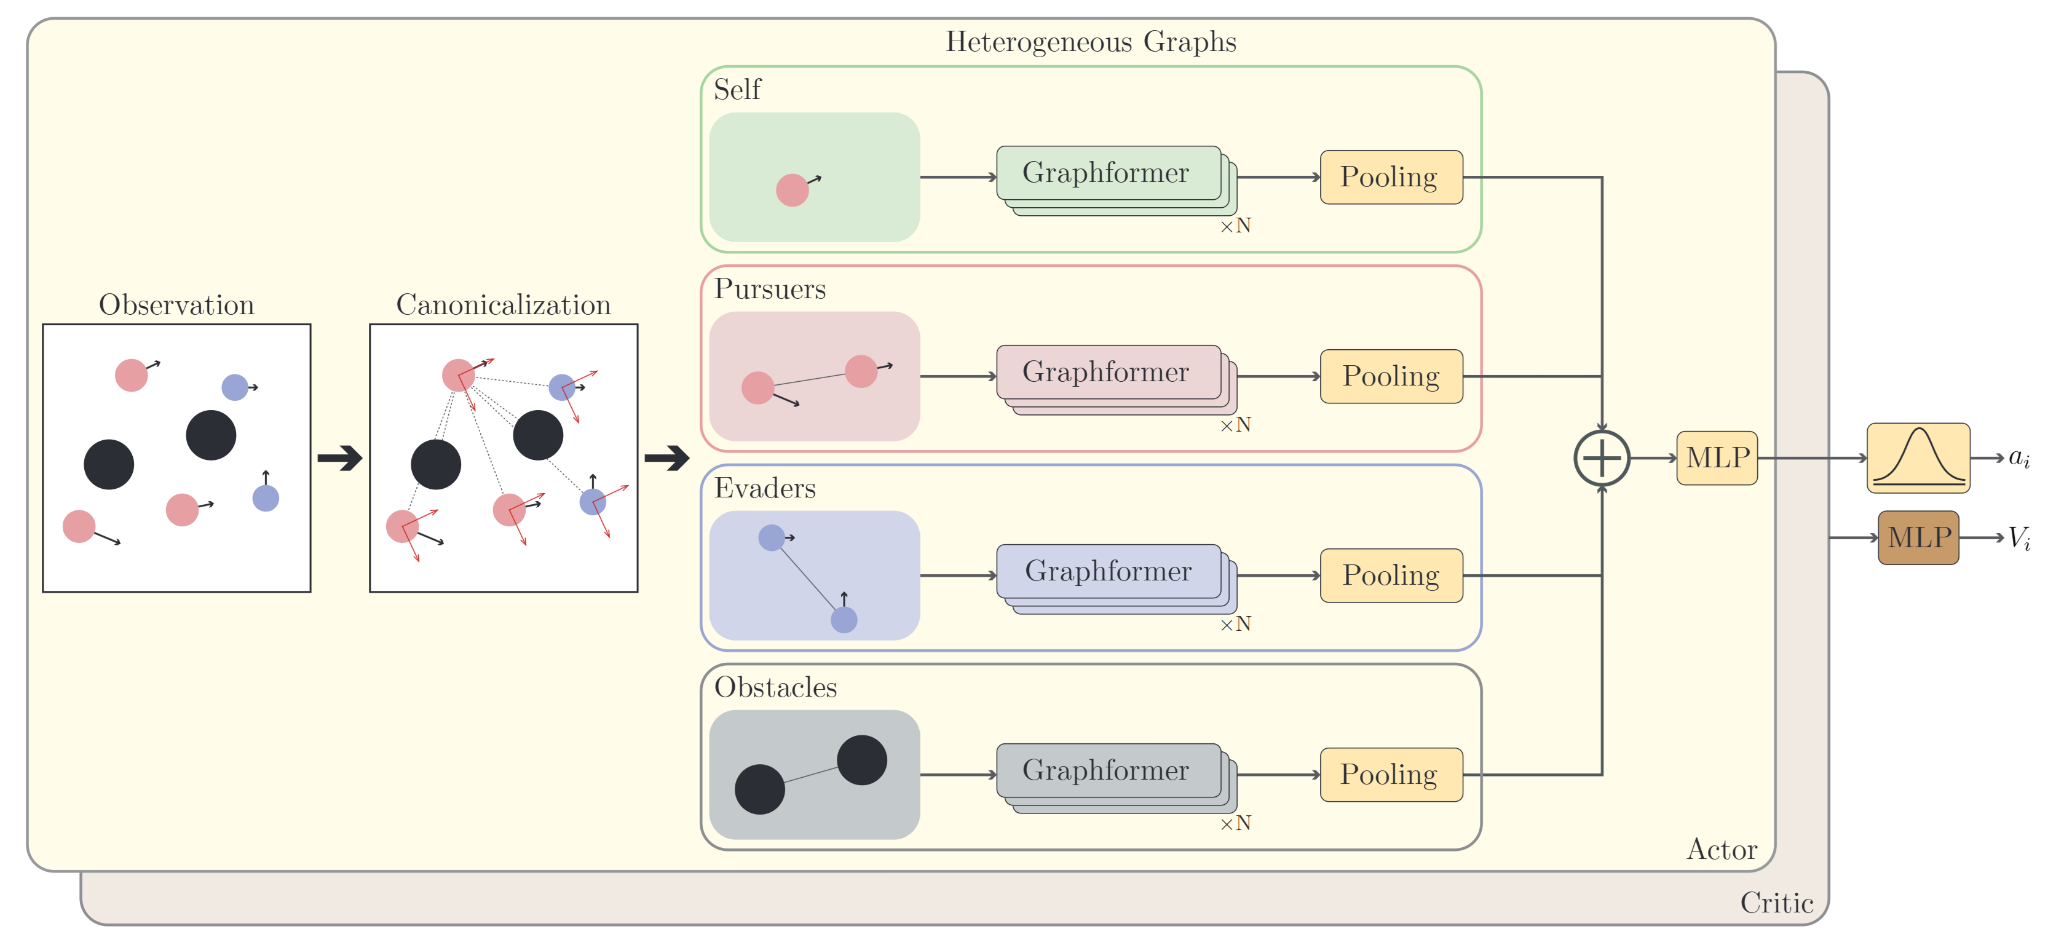 Heterogeneous Graphs
Self
Graphformer
×N
Pooling
Observation
Canonicalization
Pursuers
Graphformer
×N
Pooling
Evaders
Graphformer
×N
Pooling
Obstacles
Graphformer
×N
Pooling
MLP
a_i
MLP
V_i
Actor
Critic